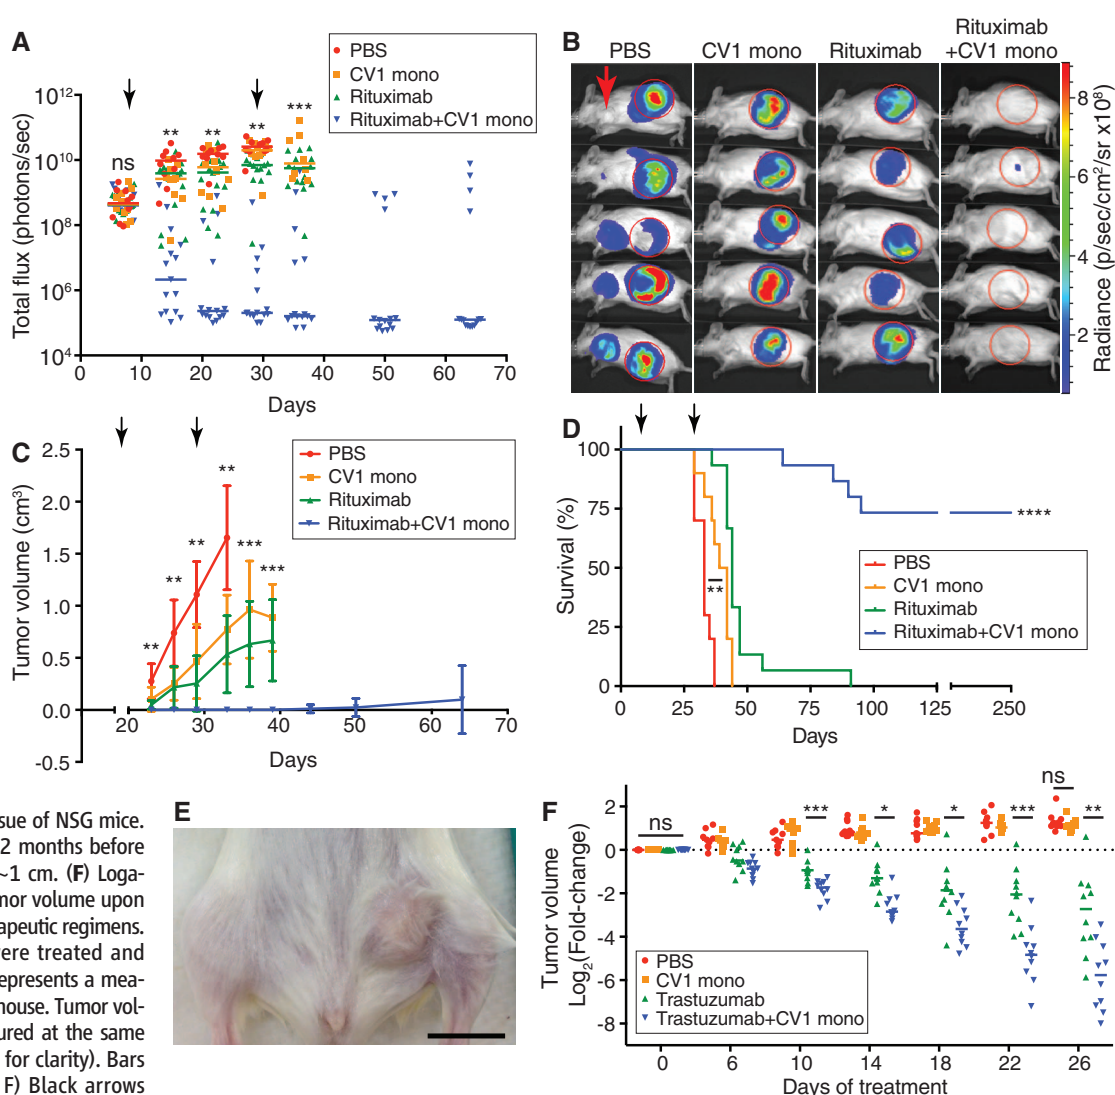 A
PBS
CV1 mono
Rituximab
Rituximab+CV1 mono
Total flux (photons/sec)
10^12
10^10
10^8
10^6
10^4
ns
**
**
**
***
0 10 20 30 40 50 60 70
Days
B
PBS
CV1 mono
Rituximab
Rituximab
+CV1 mono
8
6
4
2
Radiance (p/sec/cm²/sr x10⁸)
C
PBS
CV1 mono
Rituximab
Rituximab+CV1 mono
Tumor volume (cm³)
2.5
2.0
1.5
1.0
0.5
0.0
-0.5
**
**
**
**
***
***
20 30 40 50 60 70
Days
D
Survival (%)
100
75
50
25
0
**
****
PBS
CV1 mono
Rituximab
Rituximab+CV1 mono
0 25 50 75 100 125 250
Days
sue of NSG mice.
2 months before
~1 cm. (F) Loga-
mor volume upon
apeutic regimens.
were treated and
epresents a mea-
nouse. Tumor vol-
ured at the same
for clarity). Bars
F) Black arrows
E
F
Tumor volume
Log₂(Fold-change)
2
0
-2
-4
-6
-8
ns
***
*
*
***
ns
**
PBS
CV1 mono
Trastuzumab
Trastuzumab+CV1 mono
0 6 10 14 18 22 26
Days of treatment